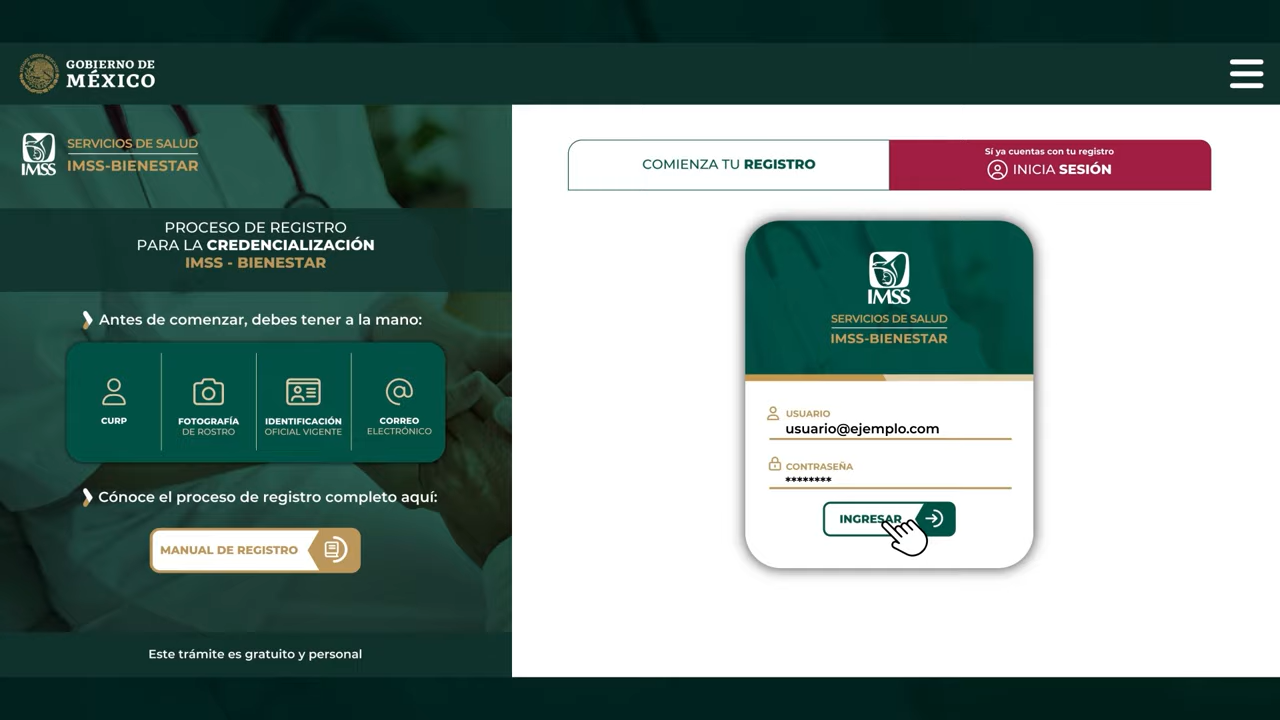 GOBIERNO DE
MÉXICO
IMSS
SERVICIOS DE SALUD
IMSS-BIENESTAR
PROCESO DE REGISTRO
PARA LA CREDENCIALIZACIÓN
IMSS - BIENESTAR
Antes de comenzar, debes tener a la mano:
CURP
FOTOGRAFÍA
DE ROSTRO
IDENTIFICACIÓN
OFICIAL VIGENTE
CORREO
ELECTRÓNICO
Cónoce el proceso de registro completo aquí:
MANUAL DE REGISTRO
Este trámite es gratuito y personal
COMIENZA TU REGISTRO
Sí ya cuentas con tu registro
INICIA SESIÓN
IMSS
SERVICIOS DE SALUD
IMSS-BIENESTAR
USUARIO
usuario@ejemplo.com
CONTRASEÑA
********
INGRESAR